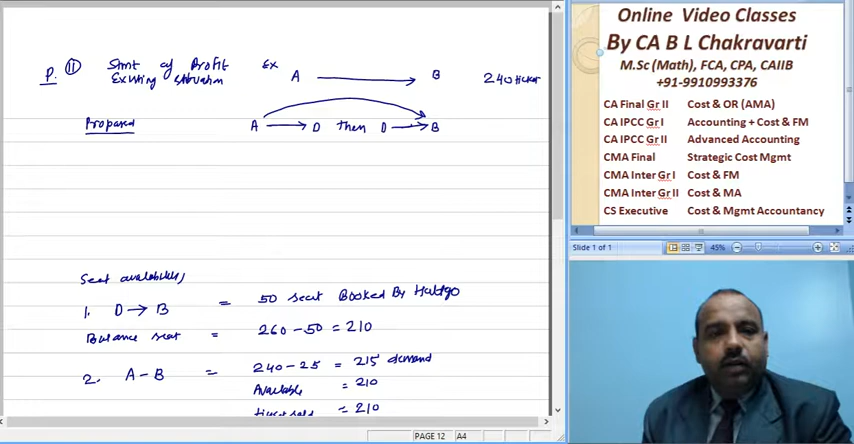 P. (11) Stmt of Profit Ex A → B 240 ticket
Existing situation
Proposed A → D then D → B
Seat availability
1. D → B = 50 seat Booked By Huldgo
Balance seat = 260 - 50 = 210
2. A - B = 240 - 25 = 215 demand
Available = 210
= 210
PAGE 12 A4
Online Video Classes
By CA B L Chakravarti
M.Sc (Math), FCA, CPA, CAIIB
+91-9910993376
CA Final Gr II Cost & OR (AMA)
CA IPCC Gr I Accounting + Cost & FM
CA IPCC Gr II Advanced Accounting
CMA Final Strategic Cost Mgmt
CMA Inter Gr I Cost & FM
CMA Inter Gr II Cost & MA
CS Executive Cost & Mgmt Accountancy
Slide 1 of 1 45%